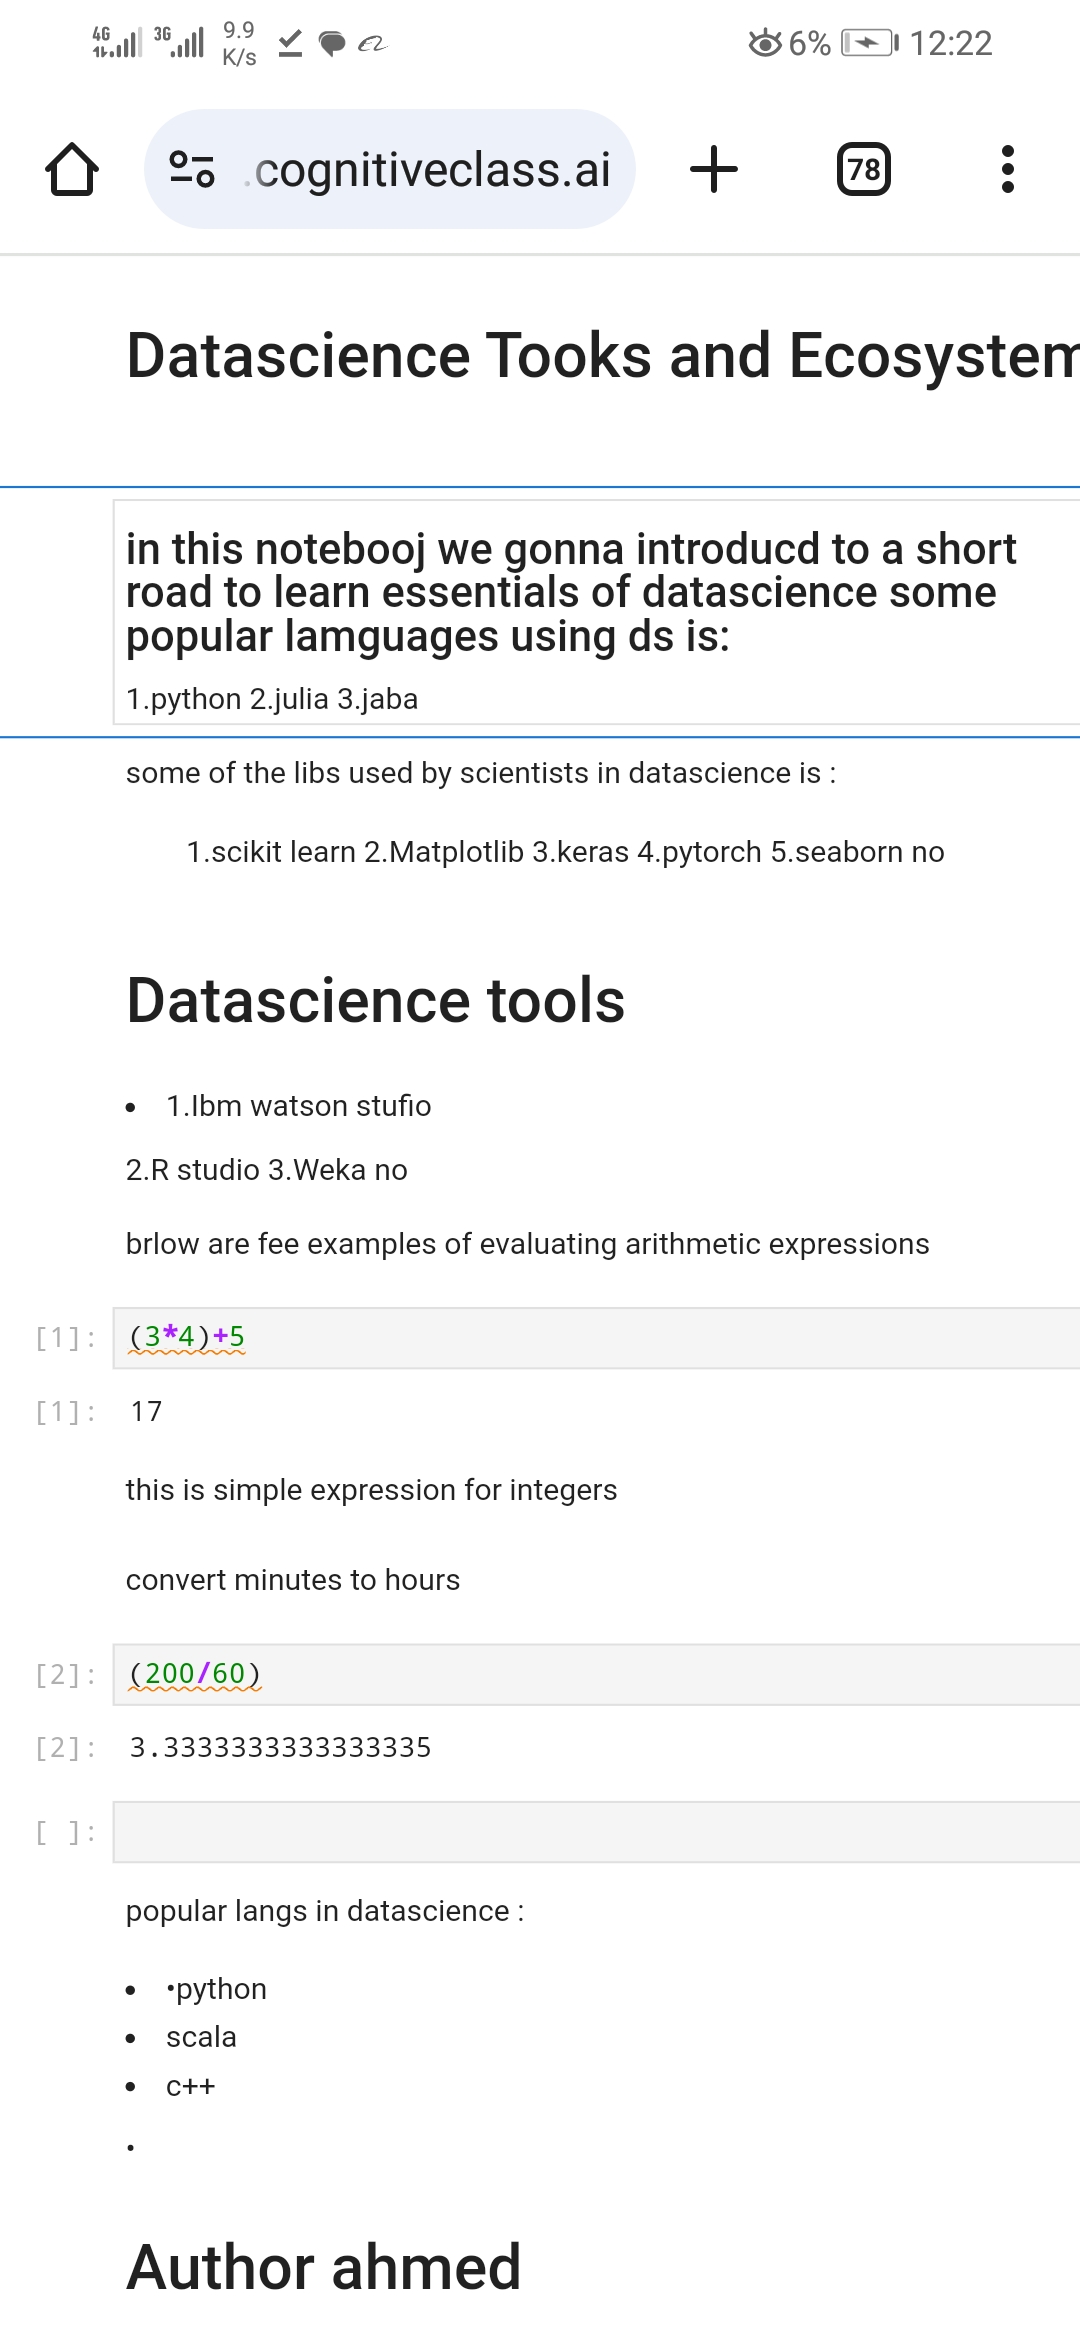 4G 3G 9.9 K/s 6% 12:22
.cognitiveclass.ai 78
Datascience Tooks and Ecosystem
in this notebooj we gonna introducd to a short
road to learn essentials of datascience some
popular lamguages using ds is:
1.python 2.julia 3.jaba
some of the libs used by scientists in datascience is :
1.scikit learn 2.Matplotlib 3.keras 4.pytorch 5.seaborn no
Datascience tools
• 1.Ibm watson stufio
2.R studio 3.Weka no
brlow are fee examples of evaluating arithmetic expressions
[1]: (3*4)+5
[1]: 17
this is simple expression for integers
convert minutes to hours
[2]: (200/60)
[2]: 3.3333333333333335
[ ]:
popular langs in datascience :
• •python
• scala
• c++
•
Author ahmed